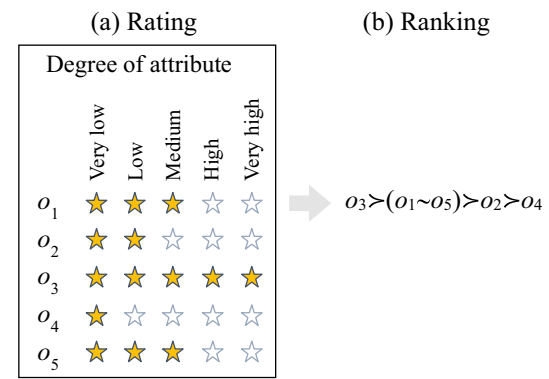 (a) Rating
(b) Ranking
Degree of attribute
Very low
Low
Medium
High
Very high
o1
o2
o3
o4
o5
o3≻(o1~o5)≻o2≻o4